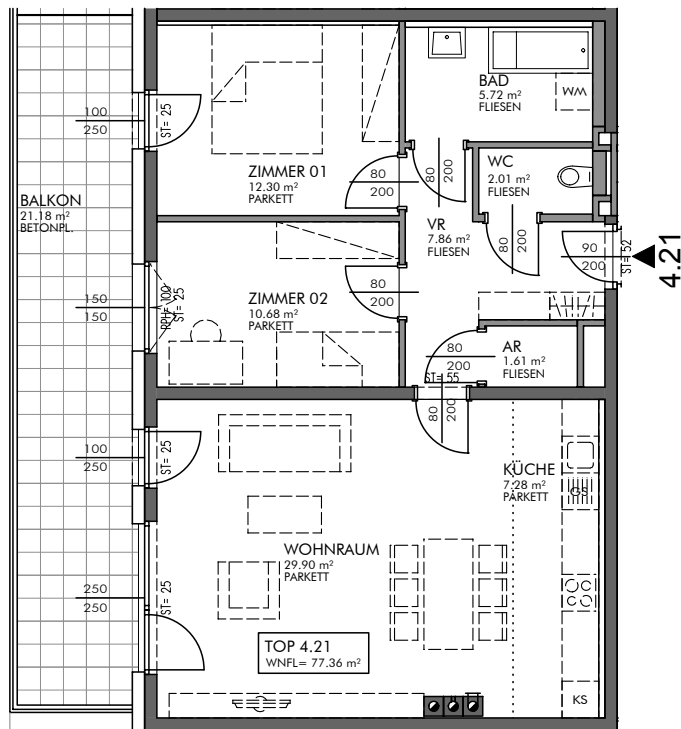 BAD
5.72 m²
FLIESEN
WM
100
250
ST= 25
ZIMMER 01
12.30 m²
PARKETT
80
200
80
200
WC
2.01 m²
FLIESEN
BALKON
21.18 m²
BETONPL.
VR
7.86 m²
FLIESEN
80
200
90
200
ST= 52
4.21
150
150
RPH= 100
ST= 25
ZIMMER 02
10.68 m²
PARKETT
80
200
80
200
AR
1.61 m²
FLIESEN
ST= 55
80
200
100
250
ST= 25
KÜCHE
7.28 m²
PARKETT
GS
WOHNRAUM
29.90 m²
PARKETT
250
250
ST= 25
TOP 4.21
WNFL= 77.36 m²
KS